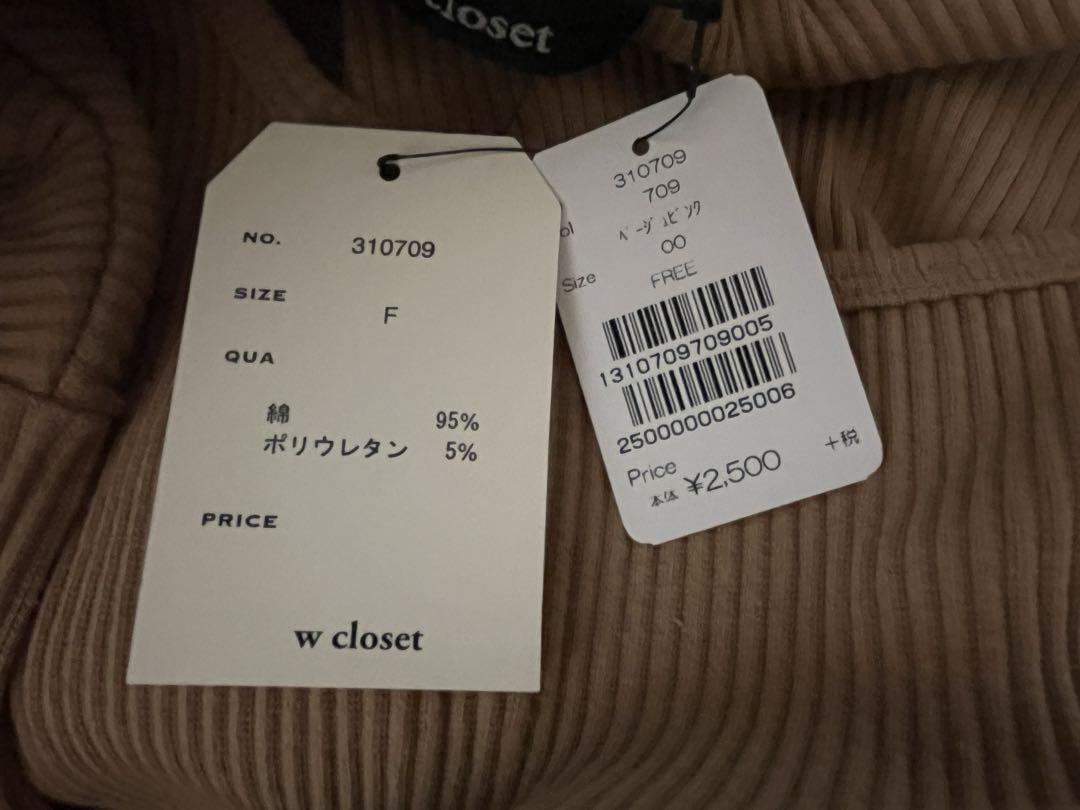 closet
NO. 310709
SIZE F
QUA
綿 95%
ポリウレタン 5%
PRICE
w closet
310709
709
ol ﾍﾞｰｼﾞｭﾋﾟﾝｸ
00
Size FREE
1310709709005
2500000025006
Price +税
本体 ¥2,500